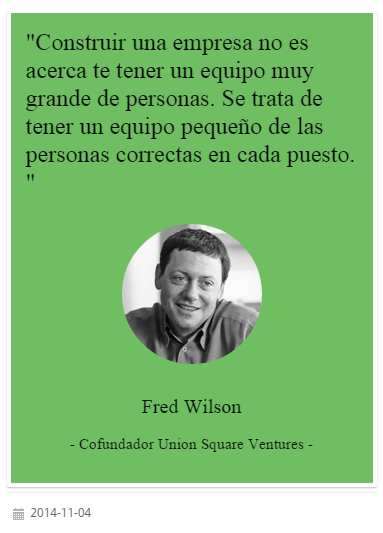 "Construir una empresa no es
acerca te tener un equipo muy
grande de personas. Se trata de
tener un equipo pequeño de las
personas correctas en cada puesto.
"
Fred Wilson
- Cofundador Union Square Ventures -
2014-11-04